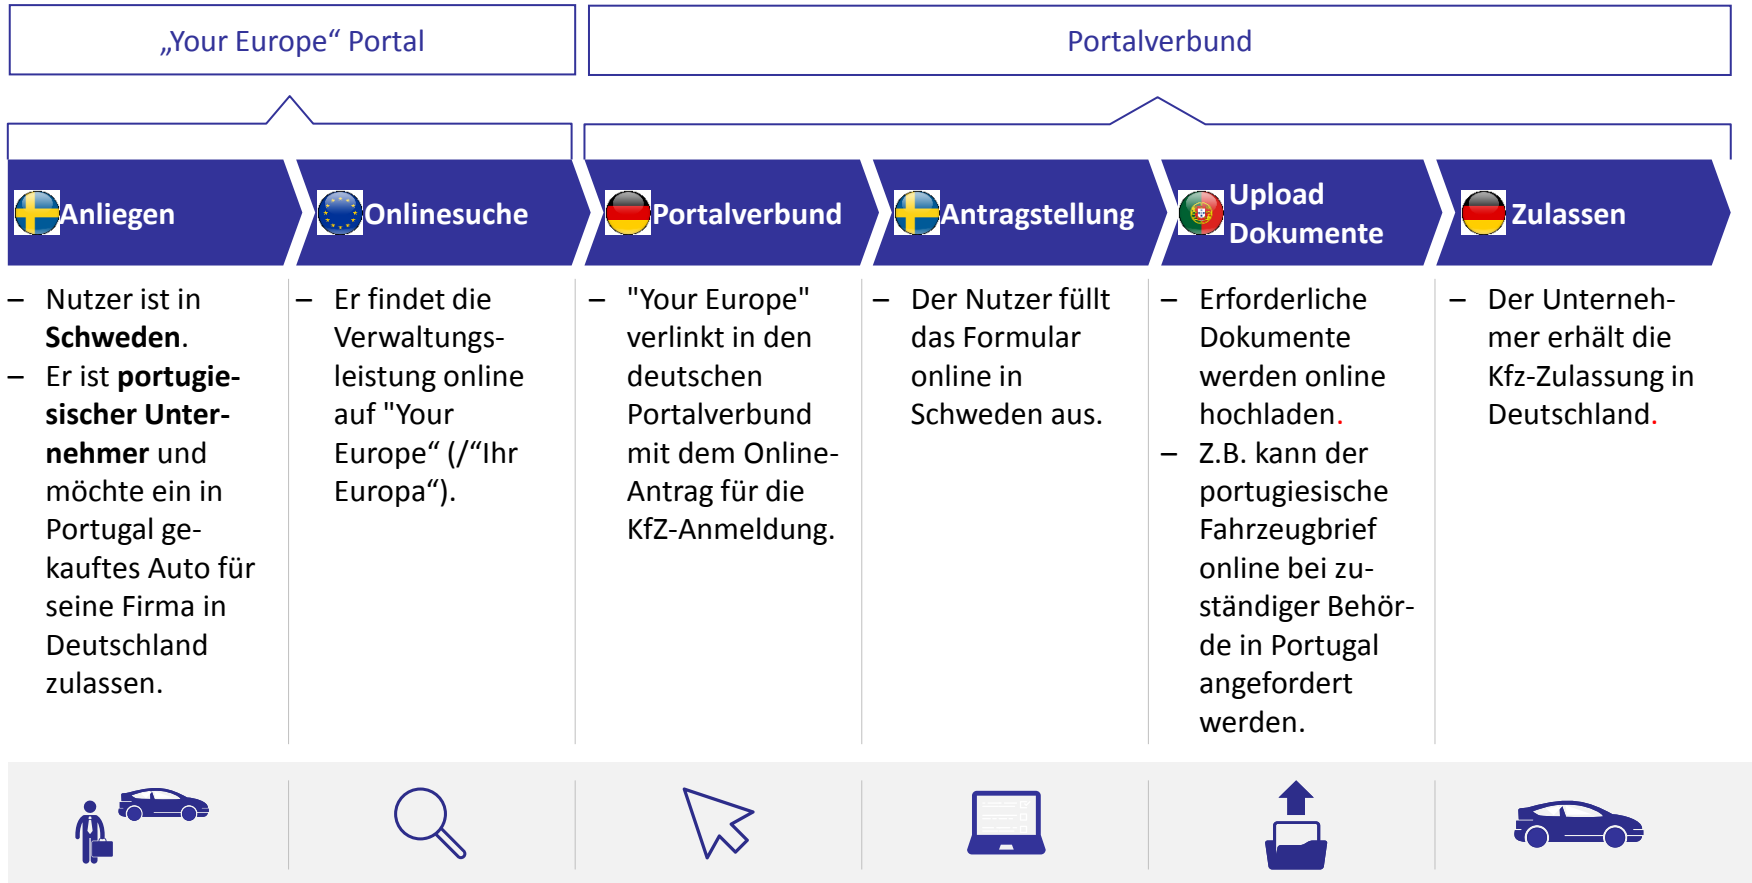 „Your Europe“ Portal
Portalverbund
Anliegen
Onlinesuche
Portalverbund
Antragstellung
Upload
Dokumente
Zulassen
– Nutzer ist in
Schweden.
– Er ist portugie-
sischer Unter-
nehmer und
möchte ein in
Portugal ge-
kauftes Auto für
seine Firma in
Deutschland
zulassen.
– Er findet die
Verwaltungs-
leistung online
auf "Your
Europe“ (/“Ihr
Europa“).
– "Your Europe"
verlinkt in den
deutschen
Portalverbund
mit dem Online-
Antrag für die
KfZ-Anmeldung.
– Der Nutzer füllt
das Formular
online in
Schweden aus.
– Erforderliche
Dokumente
werden online
hochladen.
– Z.B. kann der
portugiesische
Fahrzeugbrief
online bei zu-
ständiger Behör-
de in Portugal
angefordert
werden.
– Der Unterneh-
mer erhält die
Kfz-Zulassung in
Deutschland.